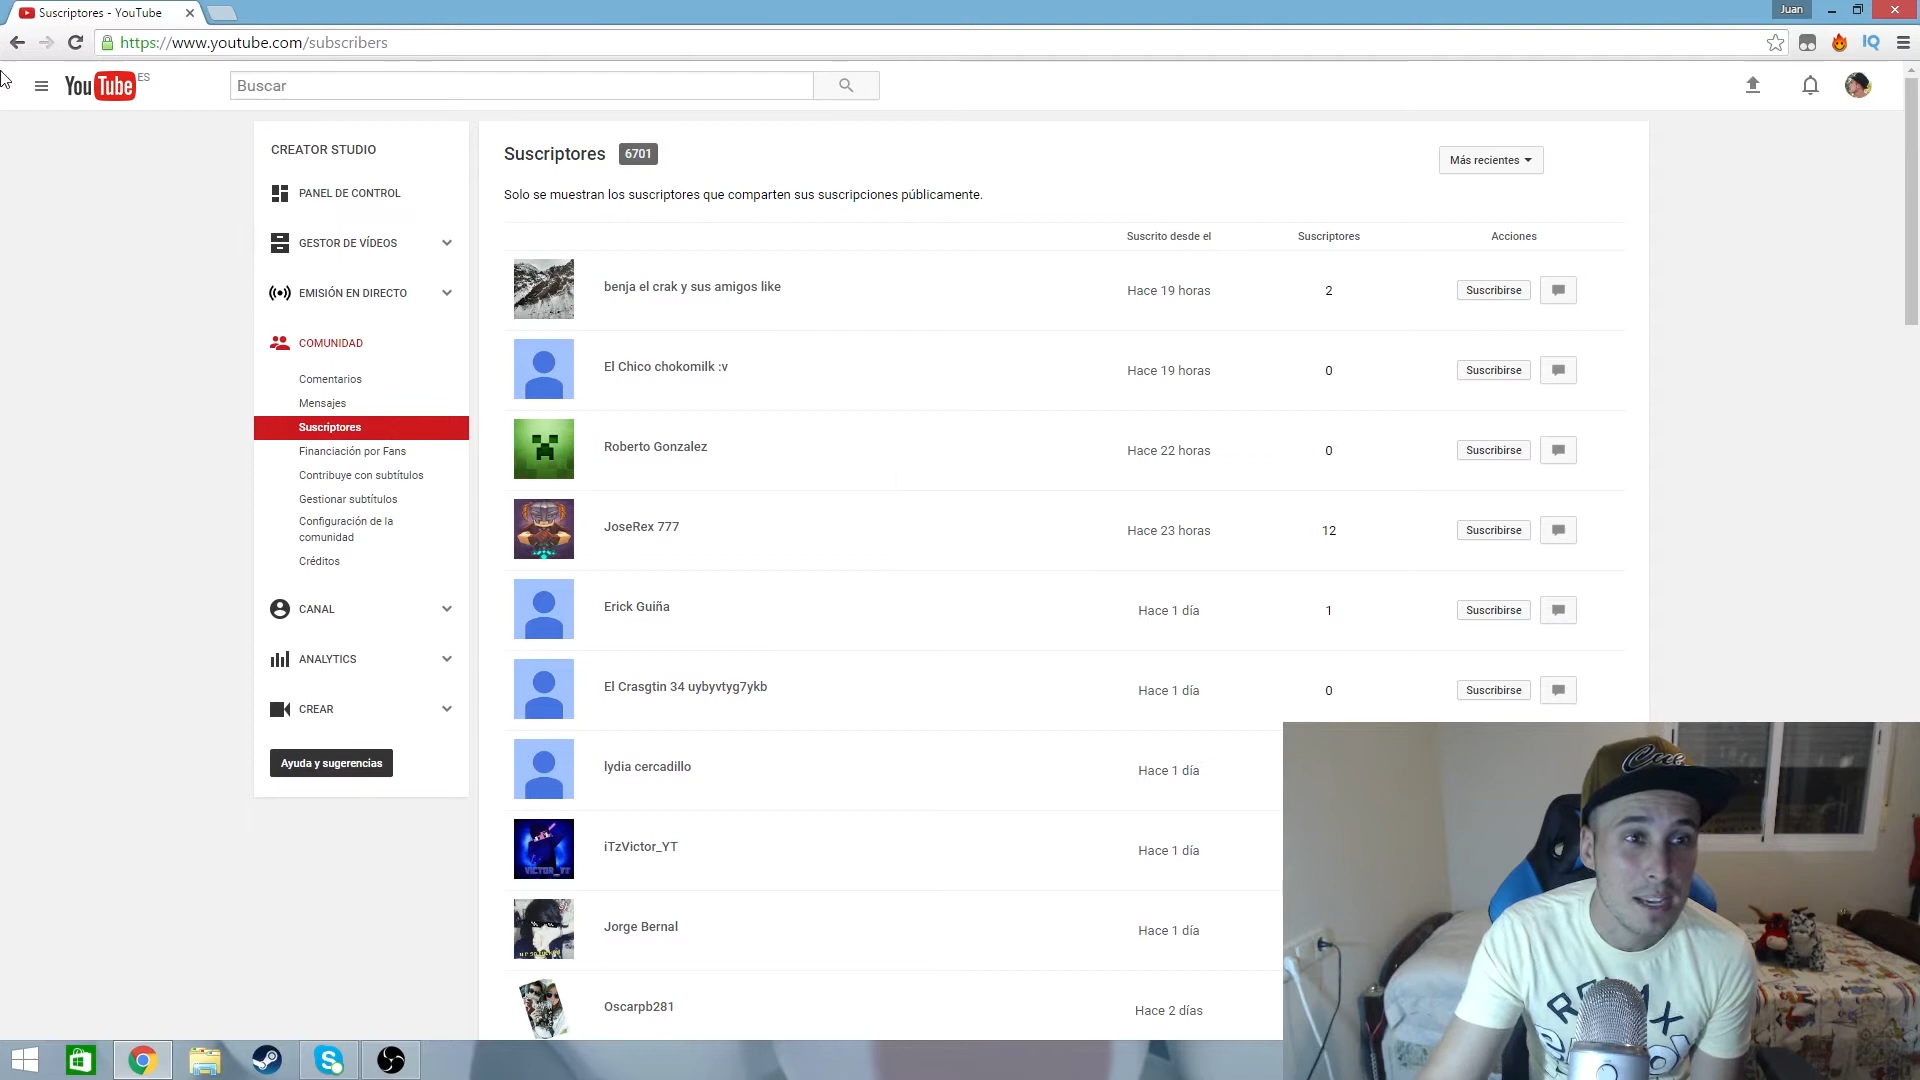 Suscriptores - YouTube
Juan
https://www.youtube.com/subscribers
IQ
YouTube ES
Buscar
CREATOR STUDIO
PANEL DE CONTROL
GESTOR DE VÍDEOS
EMISIÓN EN DIRECTO
COMUNIDAD
Comentarios
Mensajes
Suscriptores
Financiación por Fans
Contribuye con subtítulos
Gestionar subtítulos
Configuración de la
comunidad
Créditos
CANAL
ANALYTICS
CREAR
Ayuda y sugerencias
Suscriptores 6701
Más recientes
Solo se muestran los suscriptores que comparten sus suscripciones públicamente.
Suscrito desde el Suscriptores Acciones
benja el crak y sus amigos like Hace 19 horas 2 Suscribirse
El Chico chokomilk :v Hace 19 horas 0 Suscribirse
Roberto Gonzalez Hace 22 horas 0 Suscribirse
JoseRex 777 Hace 23 horas 12 Suscribirse
Erick Guiña Hace 1 día 1 Suscribirse
El Crasgtin 34 uybyvtyg7ykb Hace 1 día 0 Suscribirse
lydia cercadillo Hace 1 día
iTzVictor_YT Hace 1 día
VICTOR_YT
Jorge Bernal Hace 1 día
Oscarpb281 Hace 2 días
RELAX